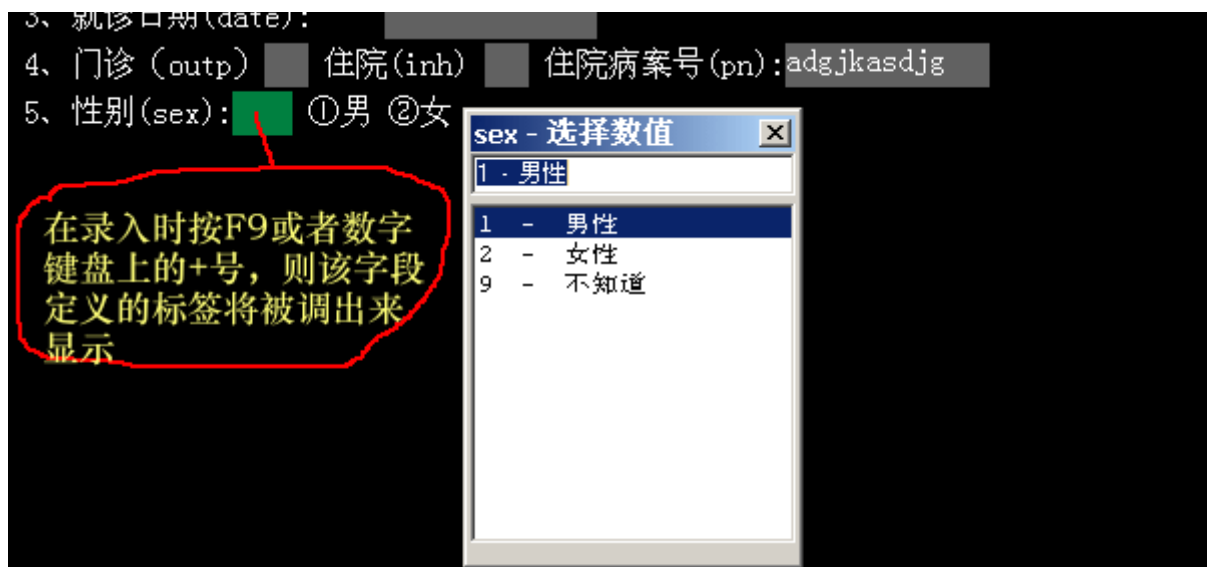 3、就诊日期(date):
4、门诊（outp） 住院(inh) 住院病案号(pn):adgjkasdjg
5、性别(sex): ①男 ②女
sex - 选择数值
1 - 男性
1 - 男性
2 - 女性
9 - 不知道
在录入时按F9或者数字
键盘上的+号，则该字段
定义的标签将被调出来
显示